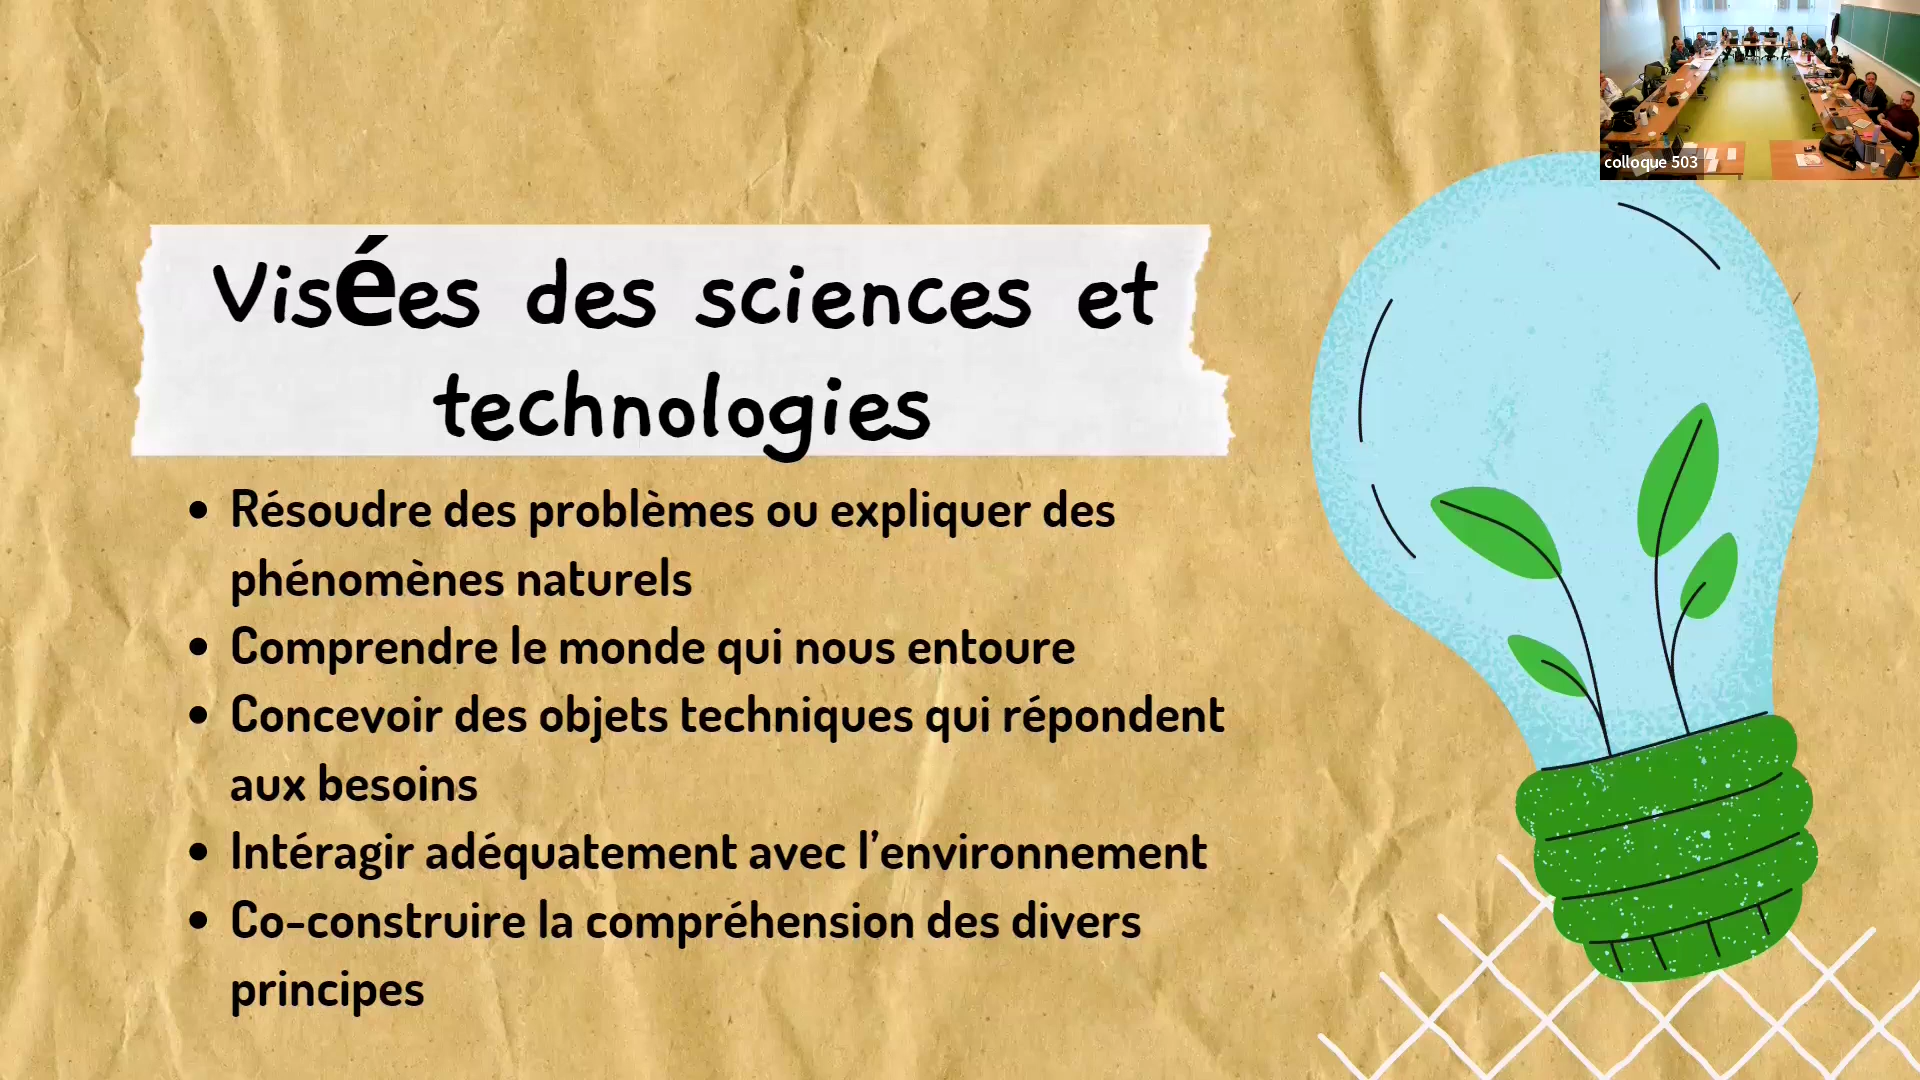 colloque 503
Visées des sciences et
technologies
• Résoudre des problèmes ou expliquer des
phénomènes naturels
• Comprendre le monde qui nous entoure
• Concevoir des objets techniques qui répondent
aux besoins
• Intéragir adéquatement avec l'environnement
• Co-construire la compréhension des divers
principes